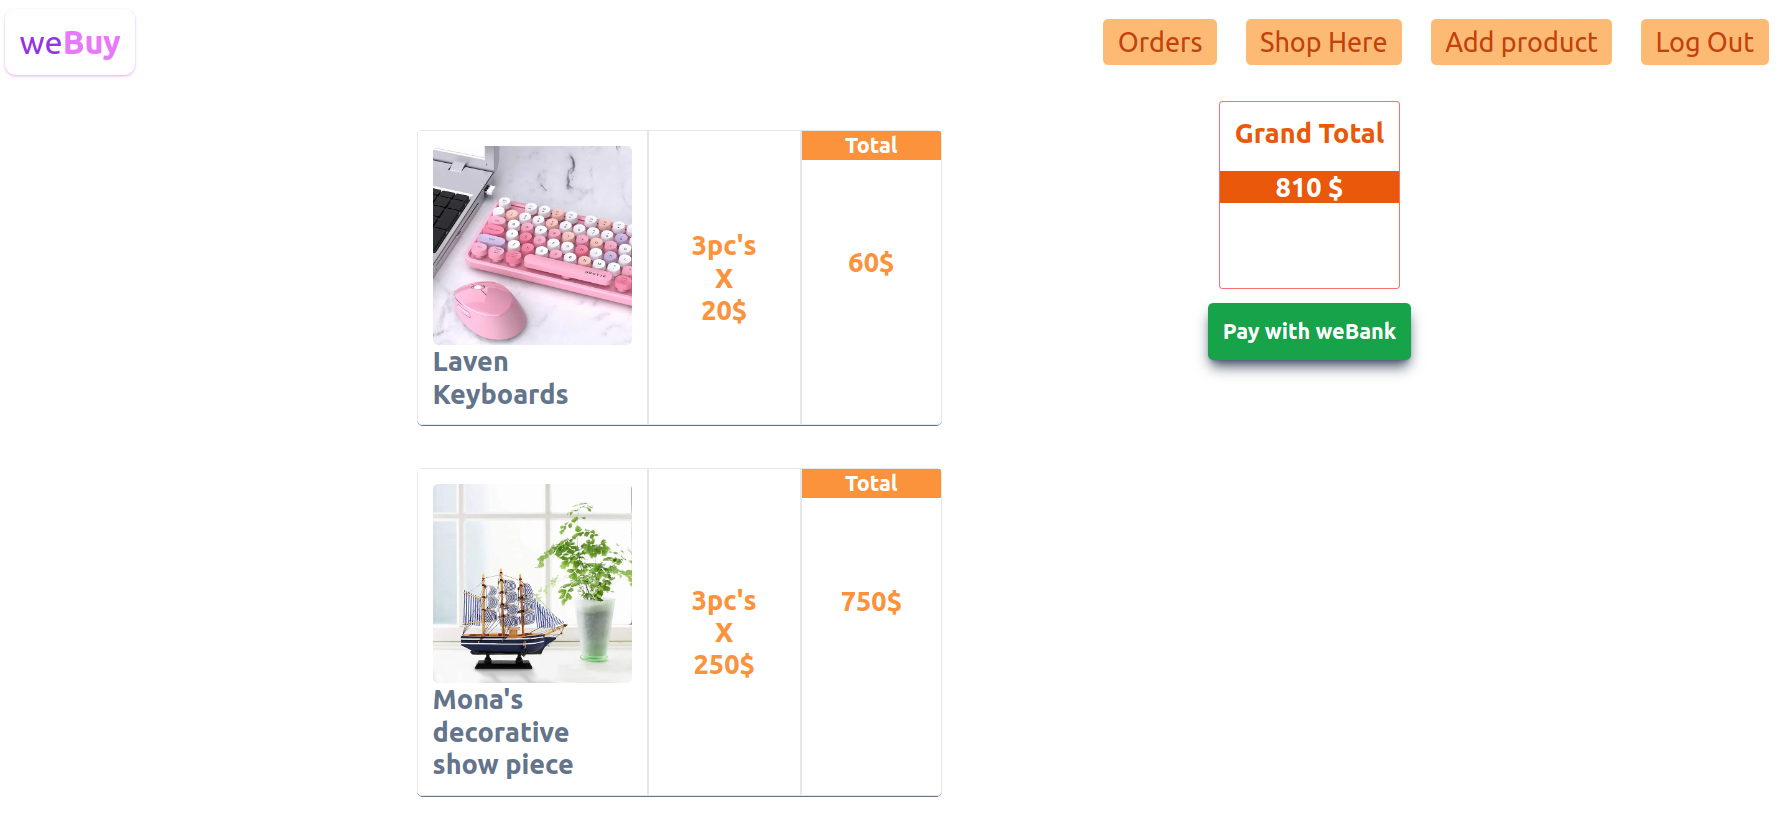 weBuy
Orders
Shop Here
Add product
Log Out
Laven
Keyboards
3pc's
X
20$
Total
60$
Mona's
decorative
show piece
3pc's
X
250$
Total
750$
Grand Total
810 $
Pay with weBank